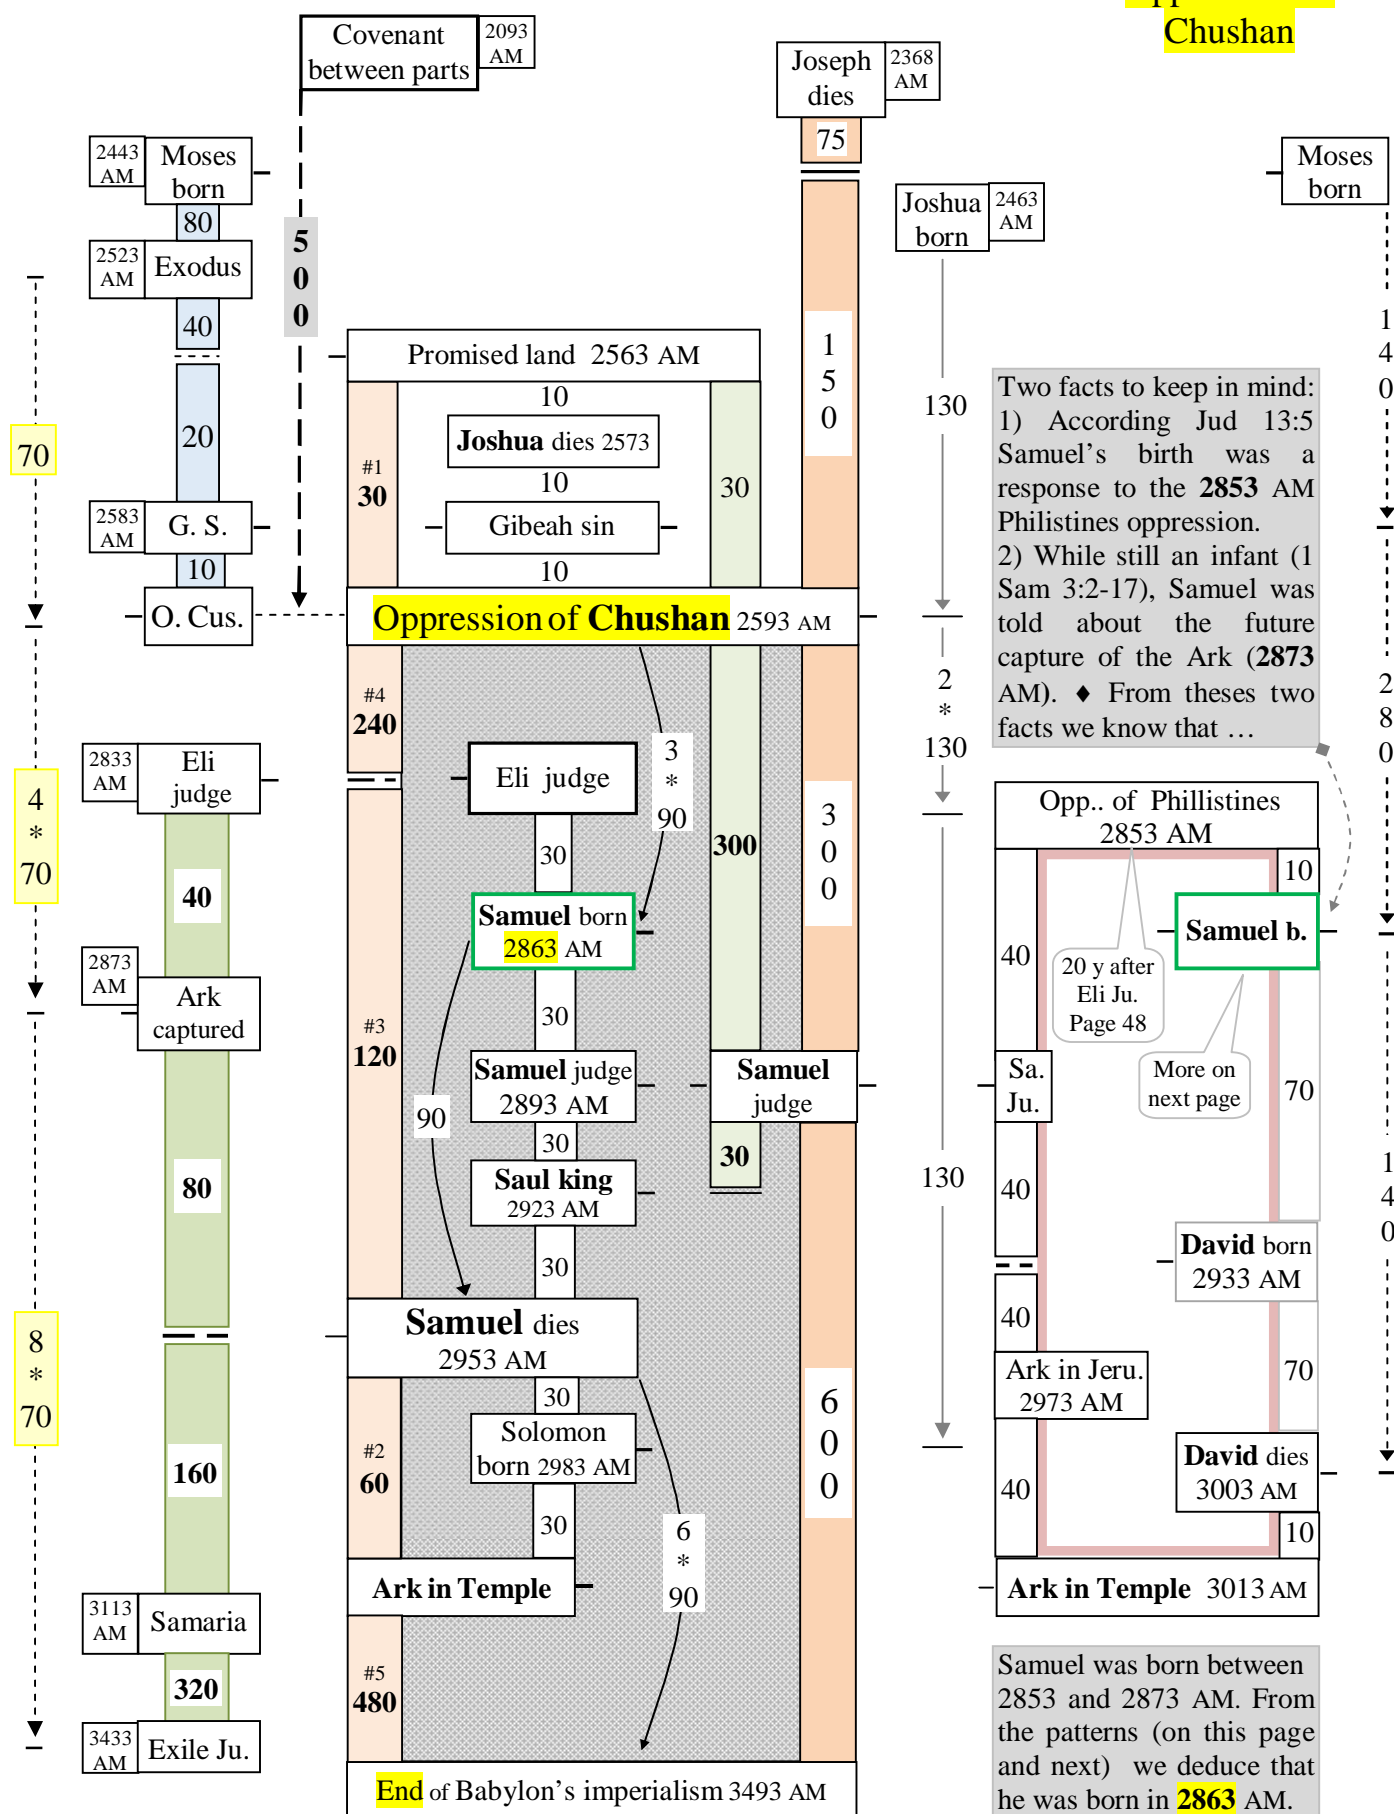 Chushan
Covenant
between parts
2093
AM
Joseph
dies
2368
AM
75
2443
AM
Moses
born
80
2523
AM
Exodus
40
20
2583
AM
G. S.
10
O. Cus.
70
4
*
70
8
*
70
2833
AM
Eli
judge
40
2873
AM
Ark
captured
80
160
3113
AM
Samaria
320
3433
AM
Exile Ju.
5
0
0
Promised land 2563 AM
#1
30
10
Joshua dies 2573
10
Gibeah sin
10
30
1
5
0
Oppression of Chushan 2593 AM
#4
240
3
*
90
Eli judge
30
300
3
0
0
Samuel born
2863 AM
30
#3
120
90
Samuel judge
2893 AM
Samuel
judge
30
30
Saul king
2923 AM
30
Samuel dies
2953 AM
30
Solomon
born 2983 AM
#2
60
30
6
*
90
6
0
0
Ark in Temple
#5
480
End of Babylon’s imperialism 3493 AM
Joshua
born
2463
AM
130
2
*
130
130
Moses
born
1
4
0
2
8
0
1
4
0
Two facts to keep in mind:
1) According Jud 13:5
Samuel’s birth was a
response to the 2853 AM
Philistines oppression.
2) While still an infant (1
Sam 3:2-17), Samuel was
told about the future
capture of the Ark (2873
AM). ♦ From theses two
facts we know that …
Opp.. of Phillistines
2853 AM
10
40
Samuel b.
20 y after
Eli Ju.
Page 48
More on
next page
Sa.
Ju.
70
40
David born
2933 AM
40
70
Ark in Jeru.
2973 AM
40
David dies
3003 AM
10
Ark in Temple 3013 AM
Samuel was born between
2853 and 2873 AM. From
the patterns (on this page
and next) we deduce that
he was born in 2863 AM.